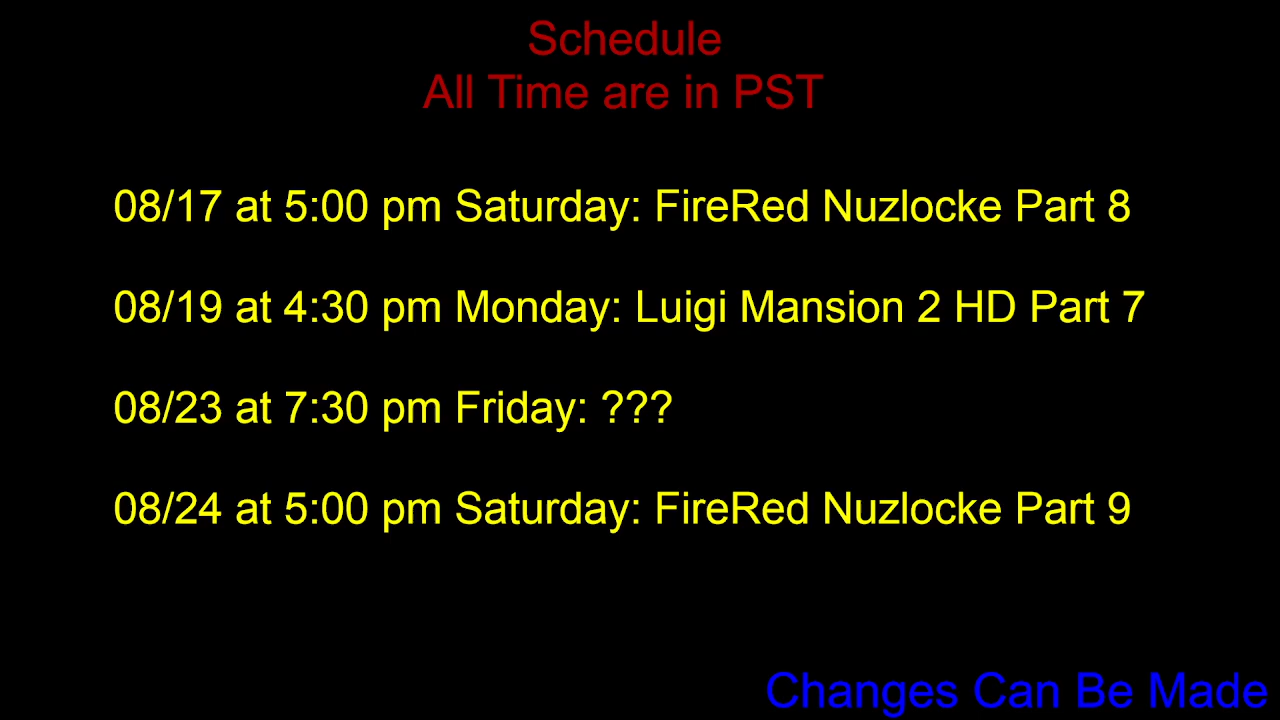 Schedule
All Time are in PST
08/17 at 5:00 pm Saturday: FireRed Nuzlocke Part 8
08/19 at 4:30 pm Monday: Luigi Mansion 2 HD Part 7
08/23 at 7:30 pm Friday: ???
08/24 at 5:00 pm Saturday: FireRed Nuzlocke Part 9
Changes Can Be Made